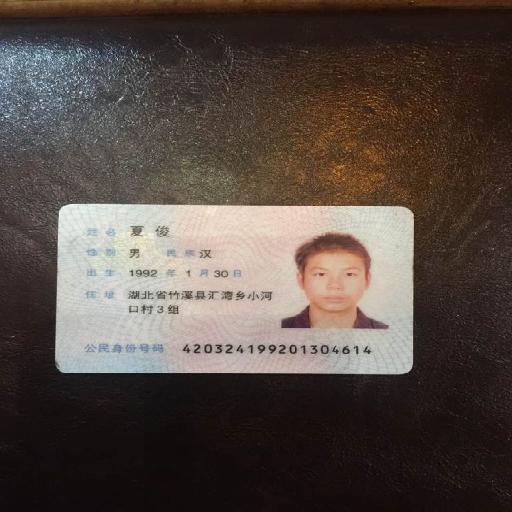 姓名 夏俊
性别 男 民族 汉
出生 1992 年 1 月 30 日
住址 湖北省竹溪县汇湾乡小河
口村3组
公民身份号码 420324199201304614